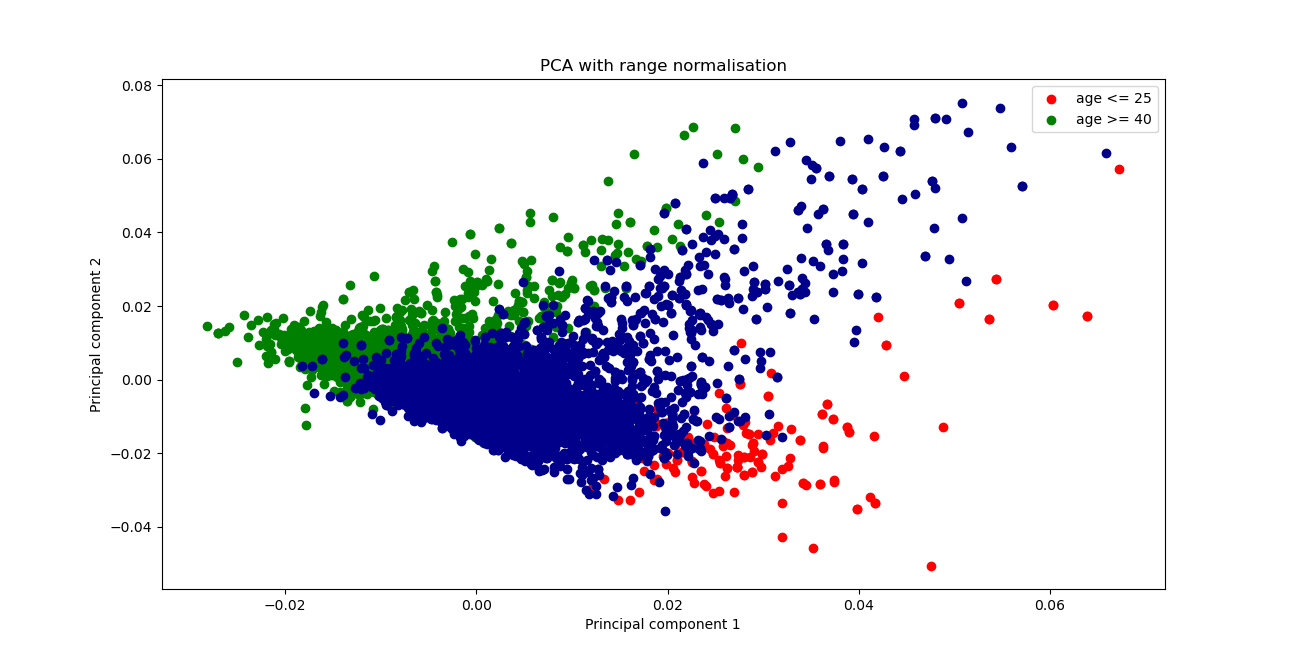 PCA with range normalisation
age <= 25
age >= 40
0.08
0.06
0.04
0.02
0.00
−0.02
−0.04
Principal component 2
−0.02
0.00
0.02
0.04
0.06
Principal component 1